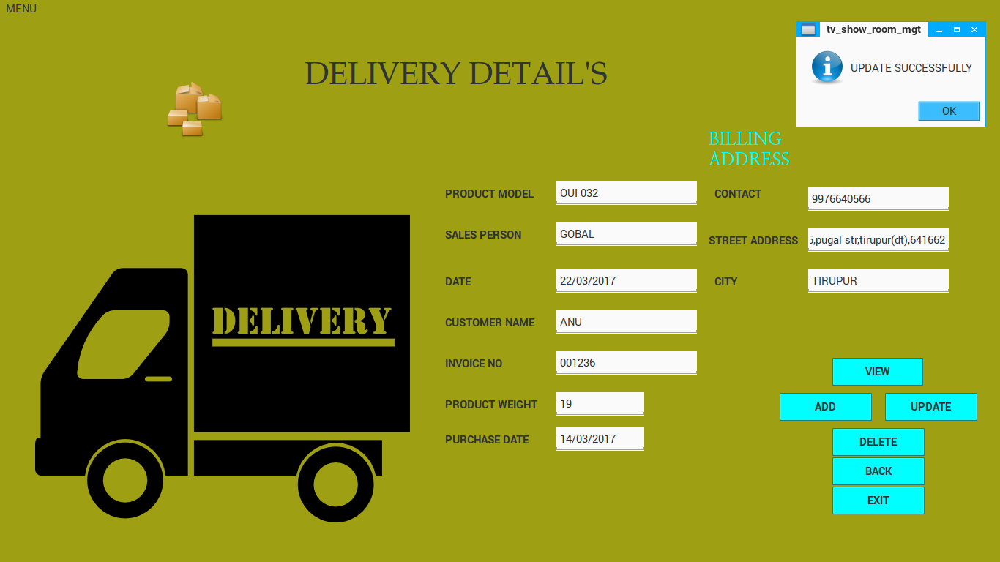 MENU
tv_show_room_mgt
UPDATE SUCCESSFULLY
OK
DELIVERY DETAIL'S
BILLING
ADDRESS
PRODUCT MODEL OUI 032 CONTACT 9976640566
SALES PERSON GOBAL STREET ADDRESS ,pugal str,tirupur(dt),641662
DATE 22/03/2017 CITY TIRUPUR
DELIVERY
CUSTOMER NAME ANU
INVOICE NO 001236
VIEW
PRODUCT WEIGHT 19
ADD UPDATE
PURCHASE DATE 14/03/2017
DELETE
BACK
EXIT